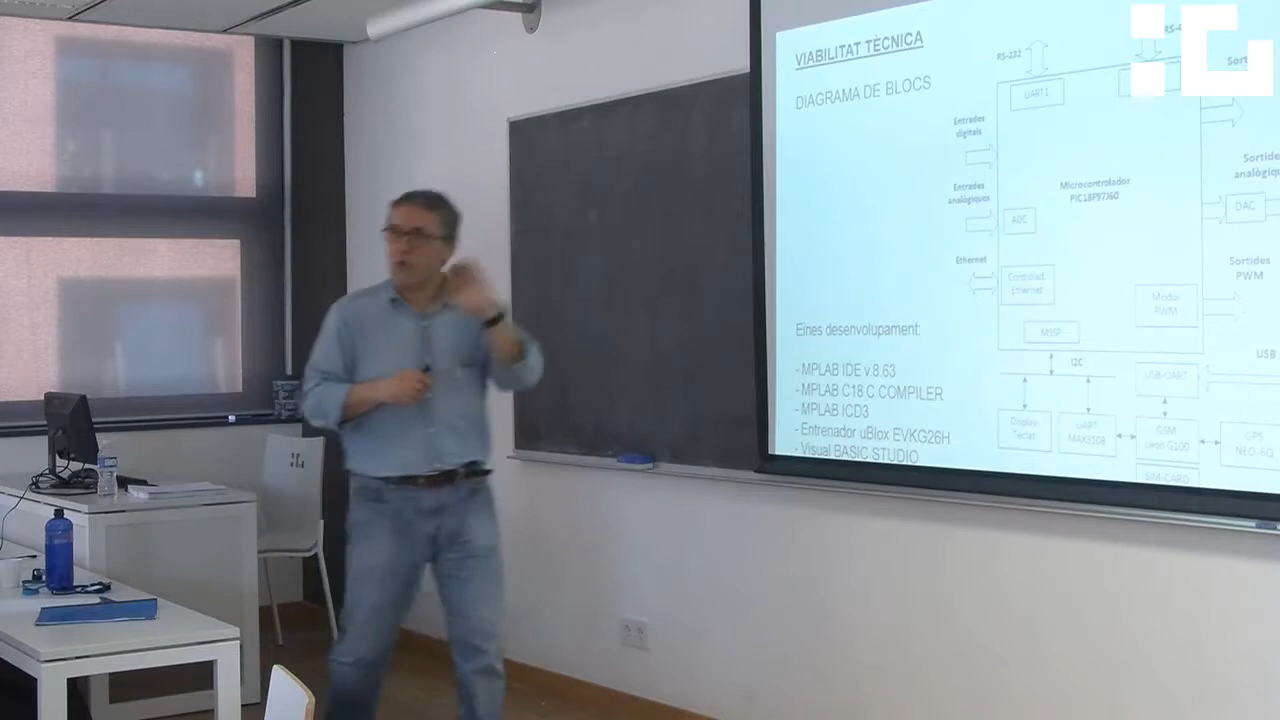 VIABILITAT TÈCNICA
DIAGRAMA DE BLOCS
RS-232
UART1
Entrades
digitals
Entrades
analògiques
ADC
Ethernet
Microcontrolador
PIC18F97J60
Sortides
analògiques
DAC
Sortides
PWM
Mòdul
PWM
MSSP
I2C
USB
USB-UART
Display
Teclat
UART
MAX3108
GSM
Leon G100
GPS
NEO-6Q
SIM-CARD
Eines desenvolupament:
- MPLAB IDE v.8.63
- MPLAB C18 C COMPILER
- MPLAB ICD3
- Entrenador uBlox EVKG26H
- Visual BASIC STUDIO